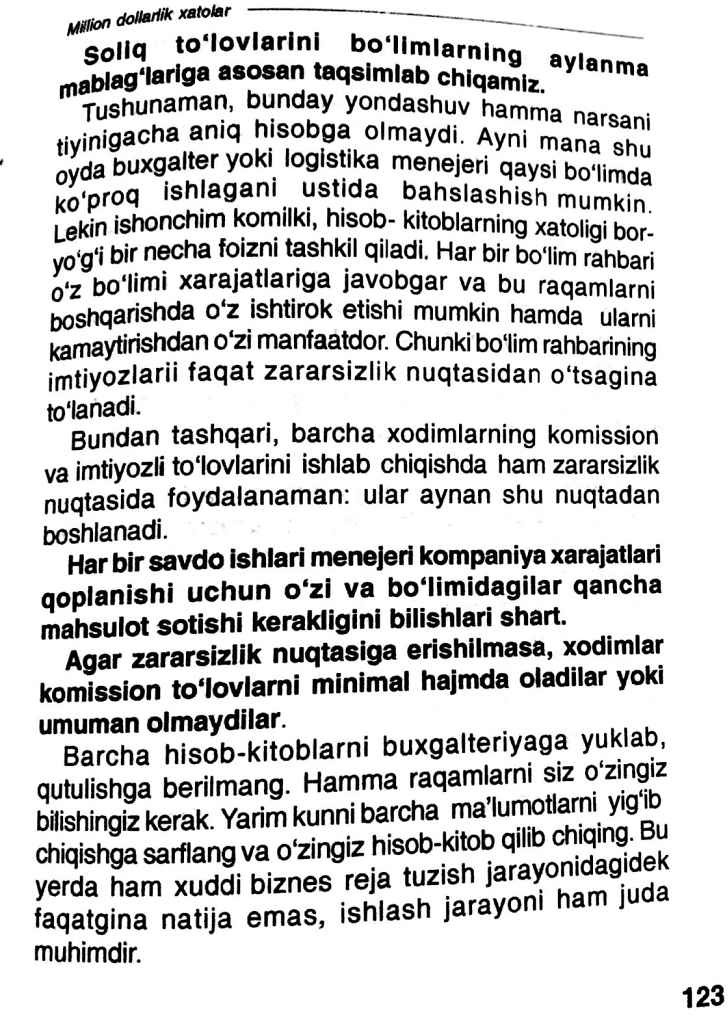 Million dollarlik xatolar
Soliq to‘lovlarini bo‘limlarning aylanma
mablag‘lariga asosan taqsimlab chiqamiz.
Tushunaman, bunday yondashuv hamma narsani
tiyinigacha aniq hisobga olmaydi. Ayni mana shu
oyda buxgalter yoki logistika menejeri qaysi bo‘limda
ko‘proq ishlagani ustida bahslashish mumkin.
Lekin ishonchim komilki, hisob- kitoblarning xatoligi bor-
yo‘g‘i bir necha foizni tashkil qiladi. Har bir bo‘lim rahbari
o‘z bo‘limi xarajatlariga javobgar va bu raqamlarni
boshqarishda o‘z ishtirok etishi mumkin hamda ularni
kamaytirishdan o‘zi manfaatdor. Chunki bo‘lim rahbarining
imtiyozlarii faqat zararsizlik nuqtasidan o‘tsagina
to‘lanadi.
Bundan tashqari, barcha xodimlarning komission
va imtiyozli to‘lovlarini ishlab chiqishda ham zararsizlik
nuqtasida foydalanaman: ular aynan shu nuqtadan
boshlanadi.
Har bir savdo ishlari menejeri kompaniya xarajatlari
qoplanishi uchun o‘zi va bo‘limidagilar qancha
mahsulot sotishi kerakligini bilishlari shart.
Agar zararsizlik nuqtasiga erishilmasa, xodimlar
komission to‘lovlarni minimal hajmda oladilar yoki
umuman olmaydilar.
Barcha hisob-kitoblarni buxgalteriyaga yuklab,
qutulishga berilmang. Hamma raqamlarni siz o‘zingiz
bilishingiz kerak. Yarim kunni barcha ma’lumotlarni yig‘ib
chiqishga sarflang va o‘zingiz hisob-kitob qilib chiqing. Bu
yerda ham xuddi biznes reja tuzish jarayonidagidek
faqatgina natija emas, ishlash jarayoni ham juda
muhimdir.
123